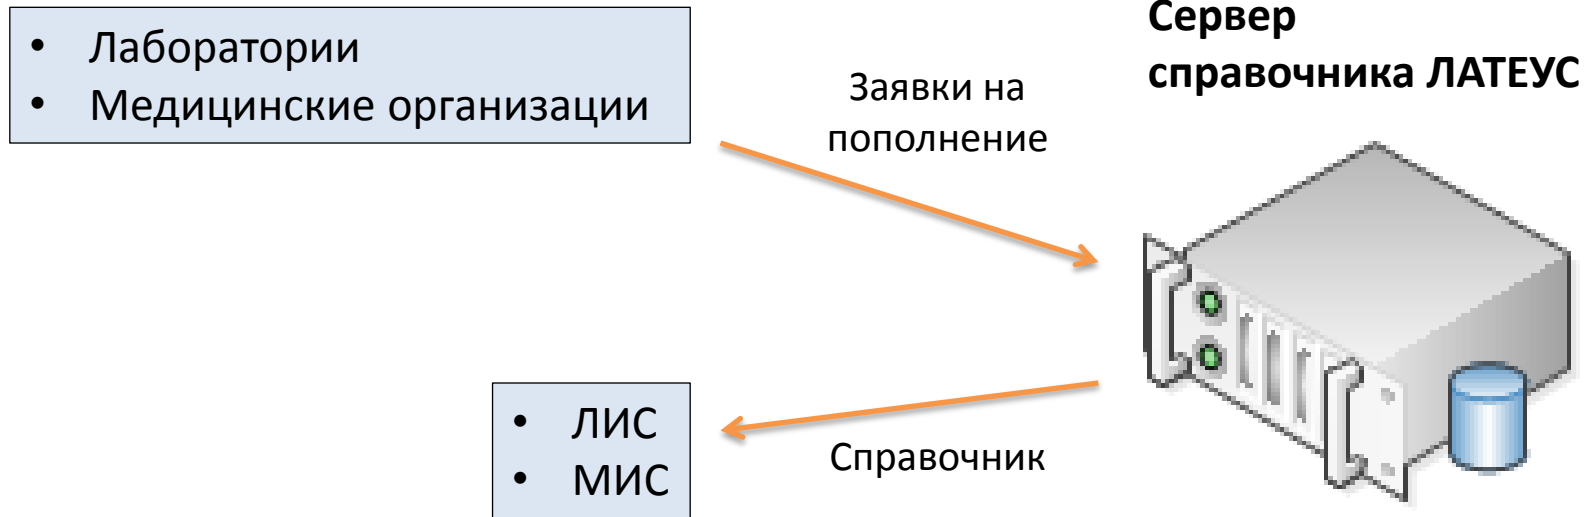 • Лаборатории
• Медицинские организации
Заявки на
пополнение
Сервер
справочника ЛАТЕУС
• ЛИС
• МИС
Справочник